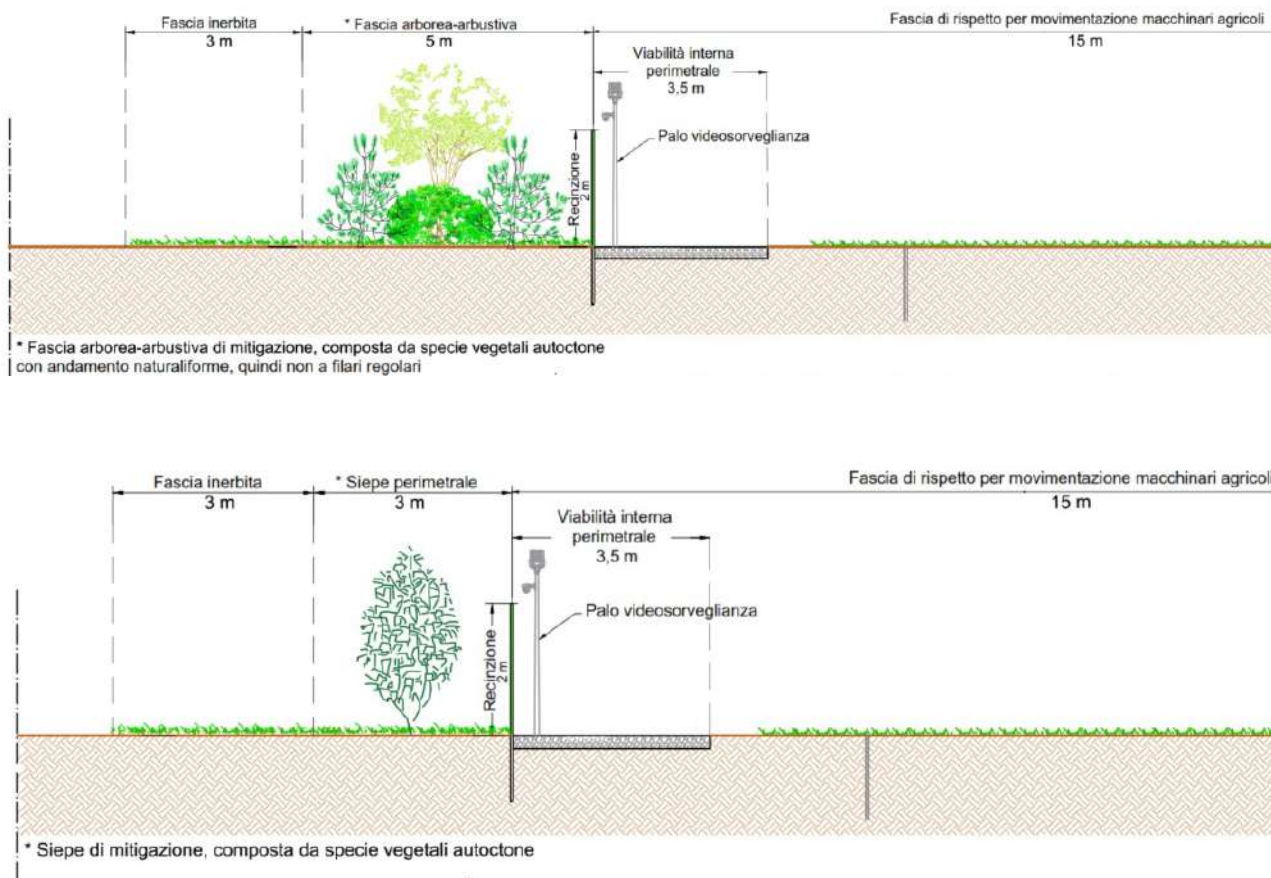 Fascia inerbita
3 m
* Fascia arborea-arbustiva
5 m
Fascia di rispetto per movimentazione macchinari agricoli
15 m
Viabilità interna
perimetrale
3,5 m
Palo videosorveglianza
Recinzione
2 m
* Fascia arborea-arbustiva di mitigazione, composta da specie vegetali autoctone
con andamento naturaliforme, quindi non a filari regolari
Fascia inerbita
3 m
* Siepe perimetrale
3 m
Fascia di rispetto per movimentazione macchinari agricoli
15 m
Viabilità interna
perimetrale
3,5 m
Palo videosorveglianza
Recinzione
2 m
* Siepe di mitigazione, composta da specie vegetali autoctone